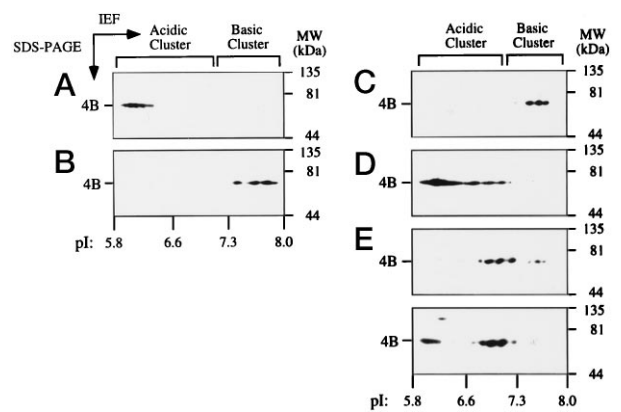 IEF
SDS-PAGE
Acidic Cluster
Basic Cluster
MW (kDa)
A
4B
135
81
44
B
4B
135
81
44
pI: 5.8 6.6 7.3 8.0
Acidic Cluster
Basic Cluster
MW (kDa)
C
4B
135
81
44
D
4B
135
81
44
E
4B
135
81
44
4B
135
81
44
pI: 5.8 6.6 7.3 8.0